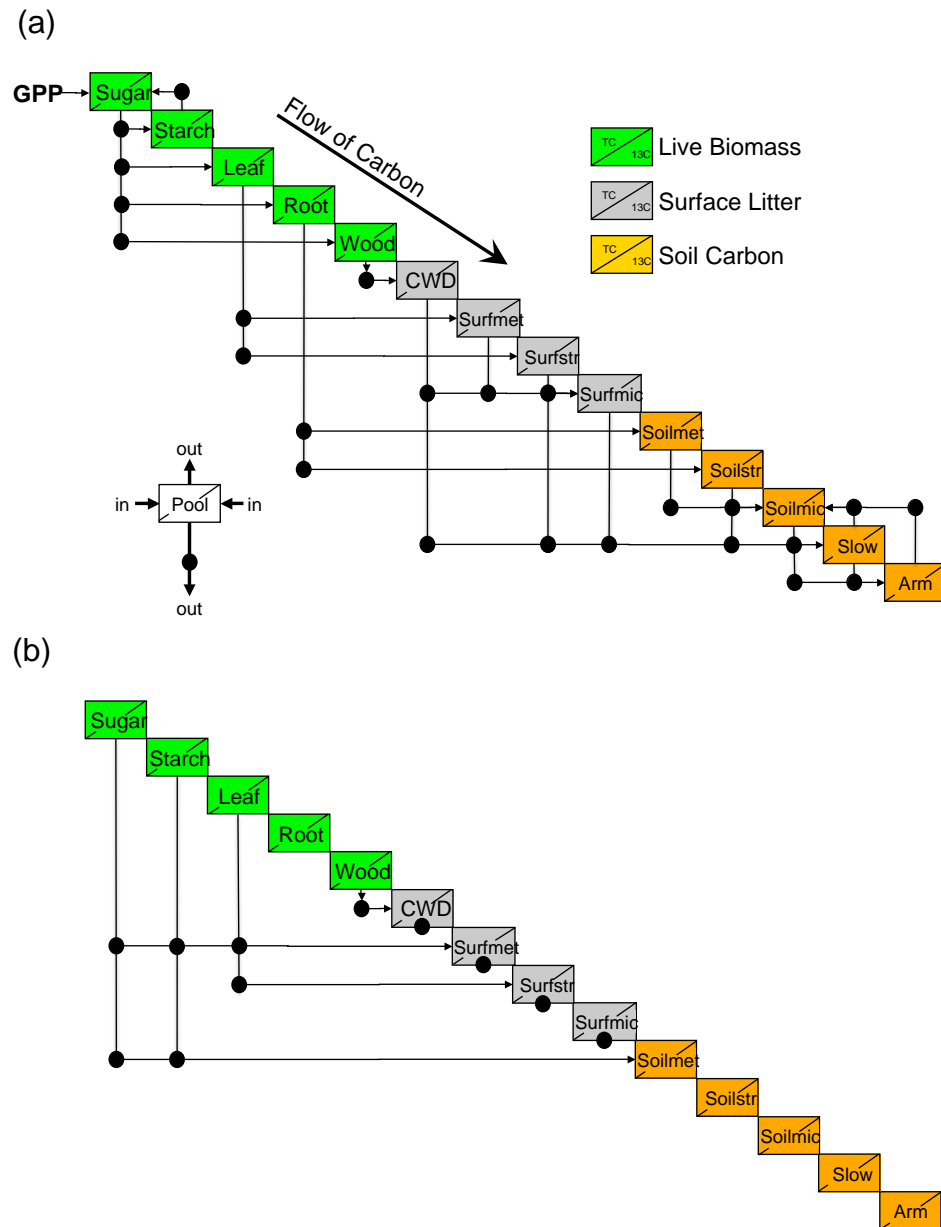 (a)
GPP
Sugar
Starch
Leaf
Root
Wood
CWD
Surfmet
Surfstr
Surfmic
Soilmet
Soilstr
Soilmic
Slow
Arm
Flow of Carbon
TC
13C
Live Biomass
TC
13C
Surface Litter
TC
13C
Soil Carbon
out
in
Pool
in
out
(b)
Sugar
Starch
Leaf
Root
Wood
CWD
Surfmet
Surfstr
Surfmic
Soilmet
Soilstr
Soilmic
Slow
Arm